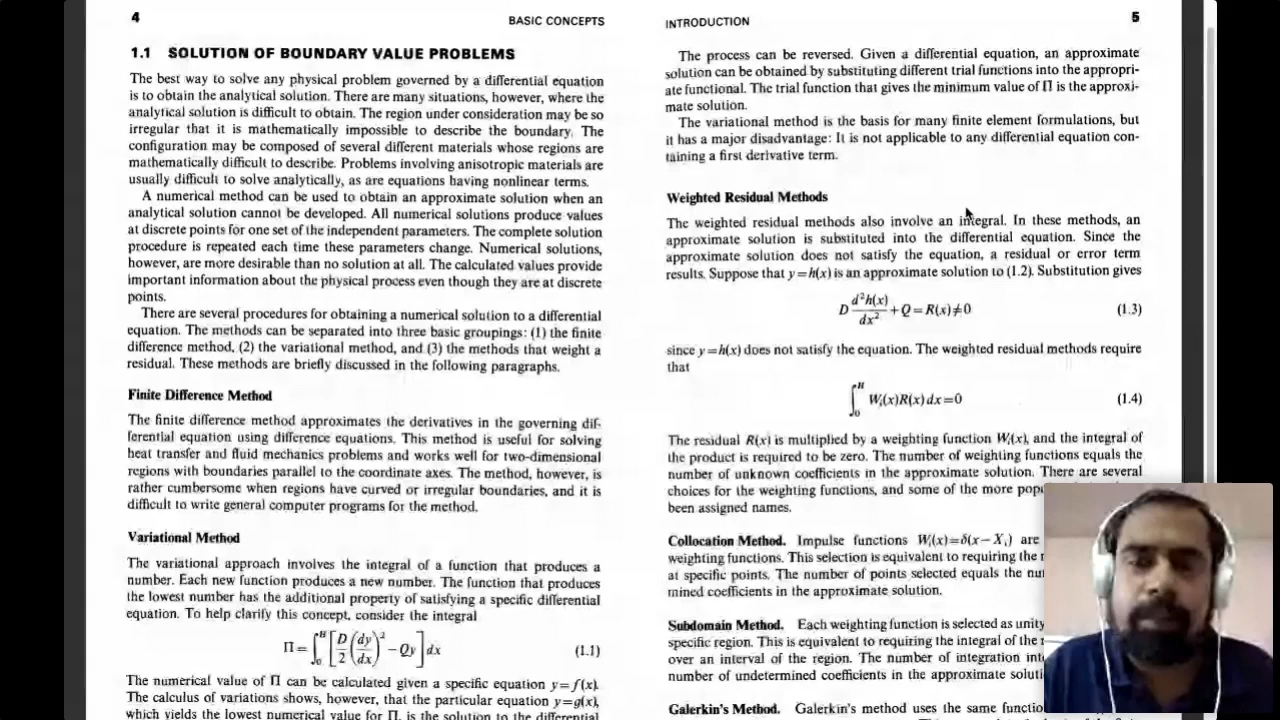 4
BASIC CONCEPTS
1.1 SOLUTION OF BOUNDARY VALUE PROBLEMS
The best way to solve any physical problem governed by a differential equation
is to obtain the analytical solution. There are many situations, however, where the
analytical solution is difficult to obtain. The region under consideration may be so
irregular that it is mathematically impossible to describe the boundary. The
configuration may be composed of several different materials whose regions are
mathematically difficult to describe. Problems involving anisotropic materials are
usually difficult to solve analytically, as are equations having nonlinear terms.
A numerical method can be used to obtain an approximate solution when an
analytical solution cannot be developed. All numerical solutions produce values
at discrete points for one set of the independent parameters. The complete solution
procedure is repeated each time these parameters change. Numerical solutions,
however, are more desirable than no solution at all. The calculated values provide
important information about the physical process even though they are at discrete
points.
There are several procedures for obtaining a numerical solution to a differential
equation. The methods can be separated into three basic groupings: (1) the finite
difference method, (2) the variational method, and (3) the methods that weight a
residual. These methods are briefly discussed in the following paragraphs.
Finite Difference Method
The finite difference method approximates the derivatives in the governing dif-
ferential equation using difference equations. This method is useful for solving
heat transfer and fluid mechanics problems and works well for two-dimensional
regions with boundaries parallel to the coordinate axes. The method, however, is
rather cumbersome when regions have curved or irregular boundaries, and it is
difficult to write general computer programs for the method.
Variational Method
The variational approach involves the integral of a function that produces a
number. Each new function produces a new number. The function that produces
the lowest number has the additional property of satisfying a specific differential
equation. To help clarify this concept, consider the integral
Π=∫₀ᴴ[D/2(dy/dx)²−Qy]dx (1.1)
The numerical value of Π can be calculated given a specific equation y=f(x).
The calculus of variations shows, however, that the particular equation y=g(x),
which yields the lowest numerical value for Π, is the solution to the differential
INTRODUCTION
5
The process can be reversed. Given a differential equation, an approximate
solution can be obtained by substituting different trial functions into the appropri-
ate functional. The trial function that gives the minimum value of Π is the approxi-
mate solution.
The variational method is the basis for many finite element formulations, but
it has a major disadvantage: It is not applicable to any differential equation con-
taining a first derivative term.
Weighted Residual Methods
The weighted residual methods also involve an integral. In these methods, an
approximate solution is substituted into the differential equation. Since the
approximate solution does not satisfy the equation, a residual or error term
results. Suppose that y=h(x) is an approximate solution to (1.2). Substitution gives
D d²h(x)/dx² +Q=R(x)≠0 (1.3)
since y=h(x) does not satisfy the equation. The weighted residual methods require
that
∫₀ᴴ Wᵢ(x)R(x)dx=0 (1.4)
The residual R(x) is multiplied by a weighting function Wᵢ(x), and the integral of
the product is required to be zero. The number of weighting functions equals the
number of unknown coefficients in the approximate solution. There are several
choices for the weighting functions, and some of the more
been assigned names.
Collocation Method. Impulse functions Wᵢ(x)=δ(x−Xᵢ) are
weighting functions. This selection is equivalent to requiring the
at specific points. The number of points selected equals the
mined coefficients in the approximate solution.
Subdomain Method. Each weighting function is selected as unity
specific region. This is equivalent to requiring the integral of the
over an interval of the region. The number of integration
number of undetermined coefficients in the approximate
Galerkin's Method. Galerkin's method uses the same